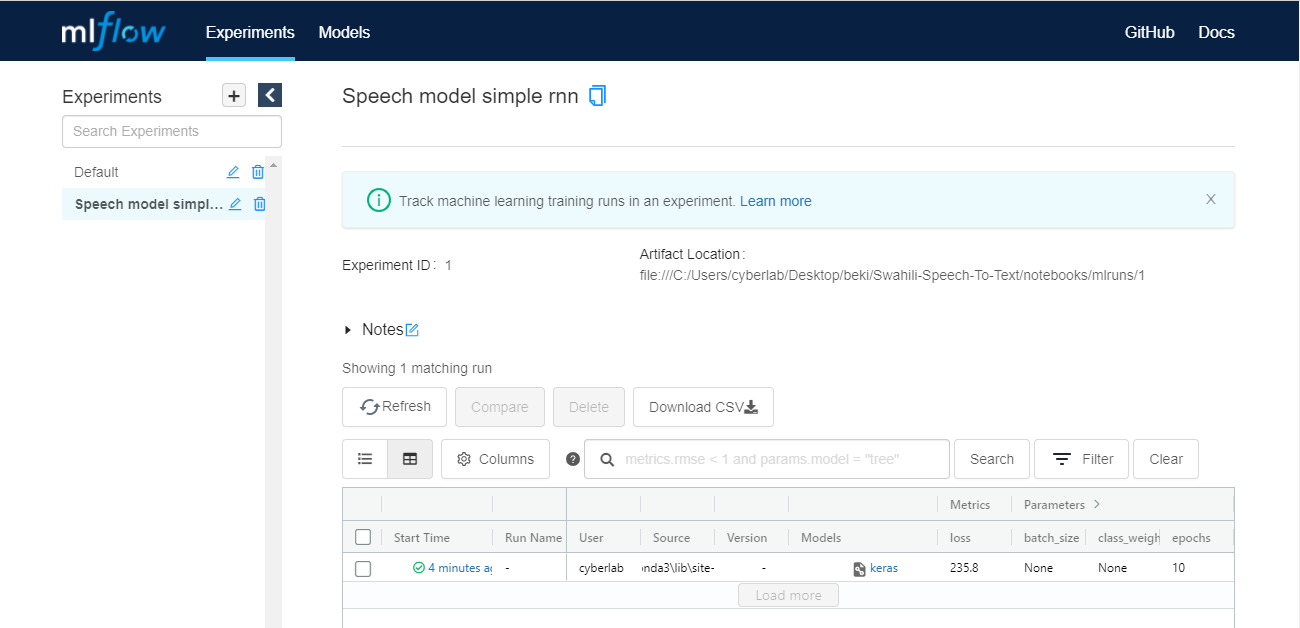 mlflow Experiments Models GitHub Docs
Experiments +
Search Experiments
Default
Speech model simpl...
Speech model simple rnn
Track machine learning training runs in an experiment. Learn more
Experiment ID: 1
Artifact Location:
file:///C:/Users/cyberlab/Desktop/beki/Swahili-Speech-To-Text/notebooks/mlruns/1
Notes
Showing 1 matching run
Refresh Compare Delete Download CSV
Columns ? metrics.rmse < 1 and params.model = "tree" Search Filter Clear
Metrics Parameters >
Start Time Run Name User Source Version Models loss batch_size class_weigh epochs
4 minutes ag - cyberlab onda3\lib\site- - keras 235.8 None None 10
Load more